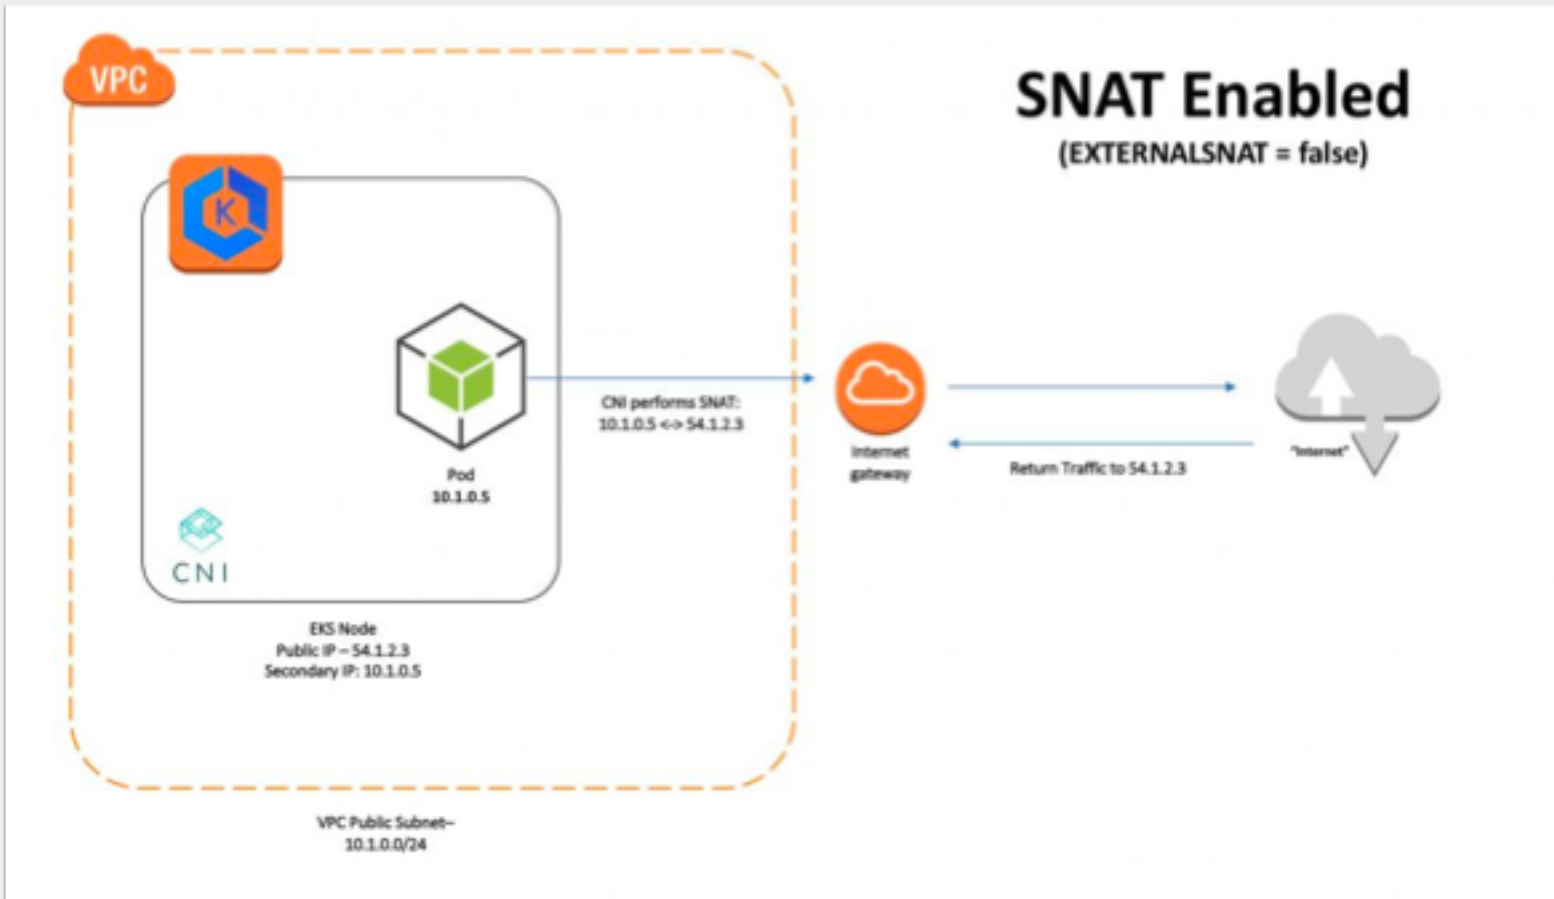 VPC
SNAT Enabled
(EXTERNALSNAT = false)
K
CNI performs SNAT:
10.1.0.5 <-> 54.1.2.3
Pod
10.1.0.5
Internet
gateway
Return Traffic to 54.1.2.3
"Internet"
CNI
EKS Node
Public IP – 54.1.2.3
Secondary IP: 10.1.0.5
VPC Public Subnet–
10.1.0.0/24